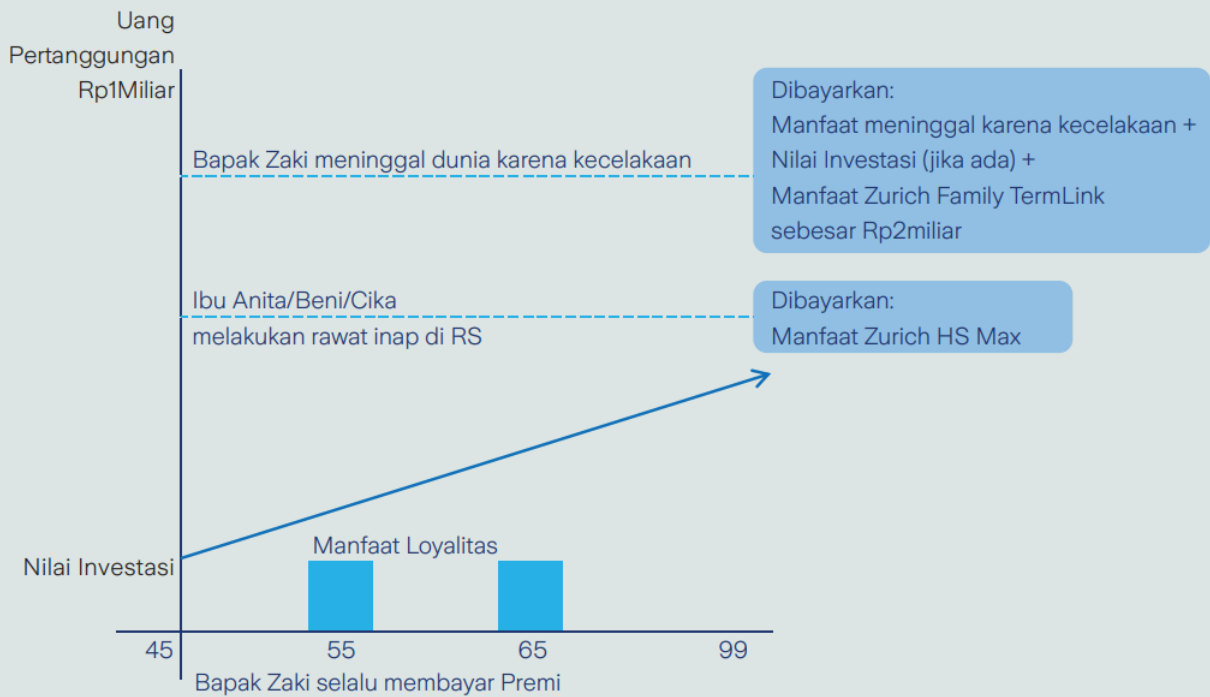 Uang
Pertanggungan
Rp1Miliar
Bapak Zaki meninggal dunia karena kecelakaan
Dibayarkan:
Manfaat meninggal karena kecelakaan +
Nilai Investasi (jika ada) +
Manfaat Zurich Family TermLink
sebesar Rp2miliar
Ibu Anita/Beni/Cika
melakukan rawat inap di RS
Dibayarkan:
Manfaat Zurich HS Max
Manfaat Loyalitas
Nilai Investasi
45
55
65
99
Bapak Zaki selalu membayar Premi